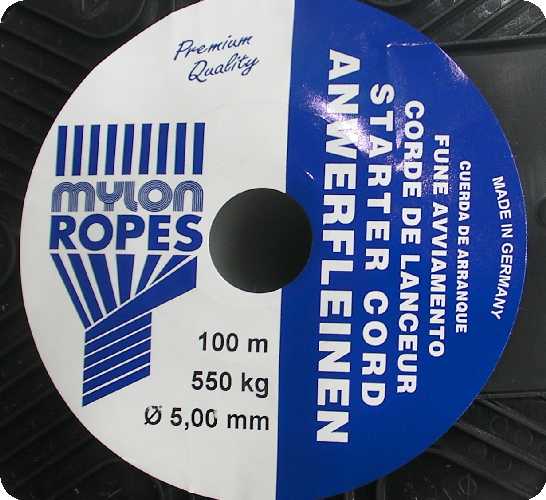 Premium
Quality
mylon
ROPES
100 m
550 kg
Ø 5,00 mm
MADE IN GERMANY
CUERDA DE ARRANQUE
FUNE AVVIAMENTO
CORDE DE LANCEUR
STARTER CORD
ANWERFLEINEN